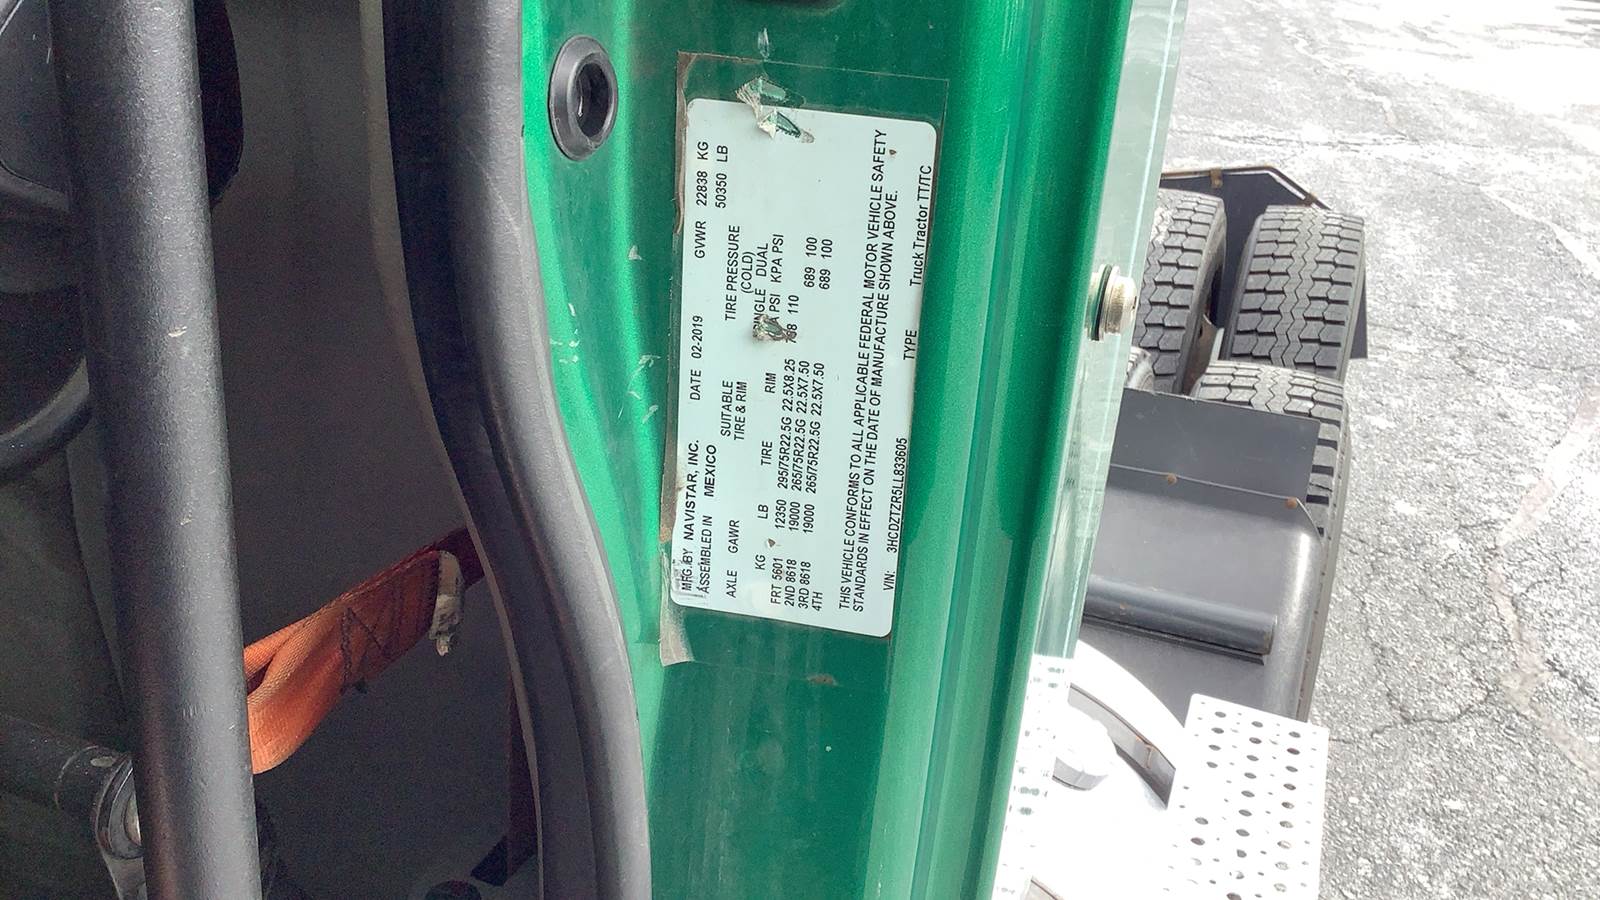 MFG. BY NAVISTAR, INC. DATE 02-2019 GVWR 22838 KG
ASSEMBLED IN MEXICO 50350 LB
SUITABLE TIRE PRESSURE
AXLE GAWR TIRE & RIM (COLD)
DUAL
KG LB TIRE RIM PSI KPA PSI
FRT 5601 12350 295/75R22.5G 22.5X8.25 110
2ND 8618 19000 265/75R22.5G 22.5X7.50 689 100
3RD 8618 19000 265/75R22.5G 22.5X7.50 689 100
4TH
THIS VEHICLE CONFORMS TO ALL APPLICABLE FEDERAL MOTOR VEHICLE SAFETY
STANDARDS IN EFFECT ON THE DATE OF MANUFACTURE SHOWN ABOVE.
VIN: 3HCDZTZR5LL833605 TYPE Truck Tractor TT/TC